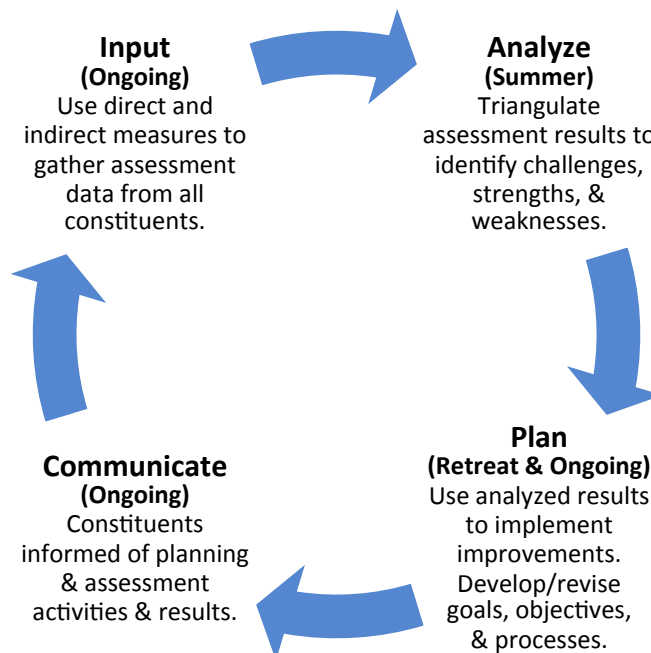 Input
(Ongoing)
Use direct and
indirect measures to
gather assessment
data from all
constituents.
Analyze
(Summer)
Triangulate
assessment results to
identify challenges,
strengths, &
weaknesses.
Plan
(Retreat & Ongoing)
Use analyzed results
to implement
improvements.
Develop/revise
goals, objectives,
& processes.
Communicate
(Ongoing)
Constituents
informed of planning
& assessment
activities & results.